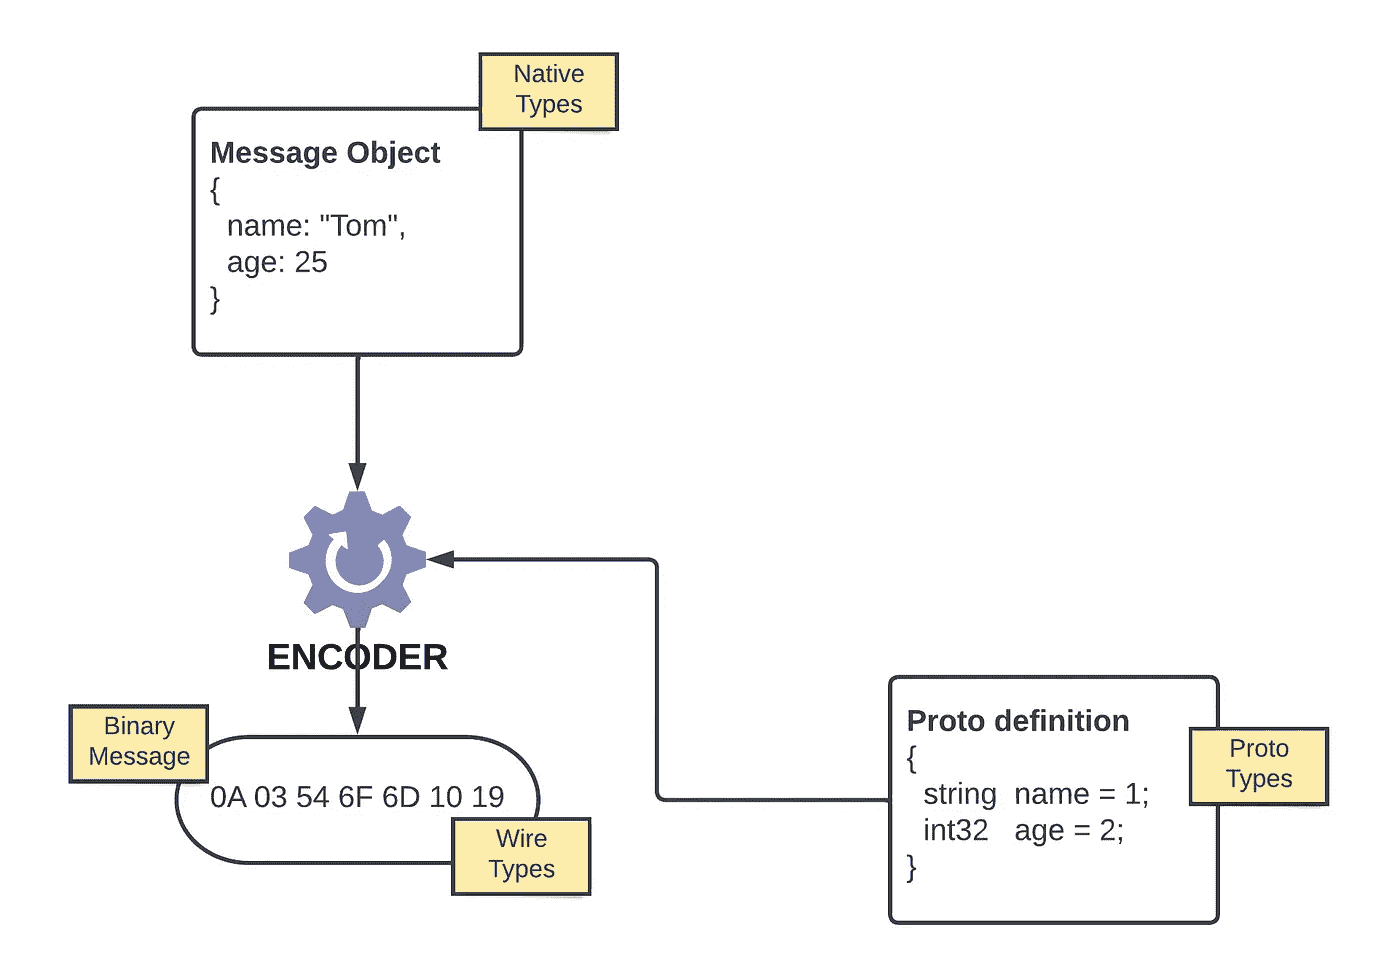 Native
Types
Message Object
{
name: "Tom",
age: 25
}
ENCODER
Binary
Message
0A 03 54 6F 6D 10 19
Wire
Types
Proto definition
{
string name = 1;
int32 age = 2;
}
Proto
Types